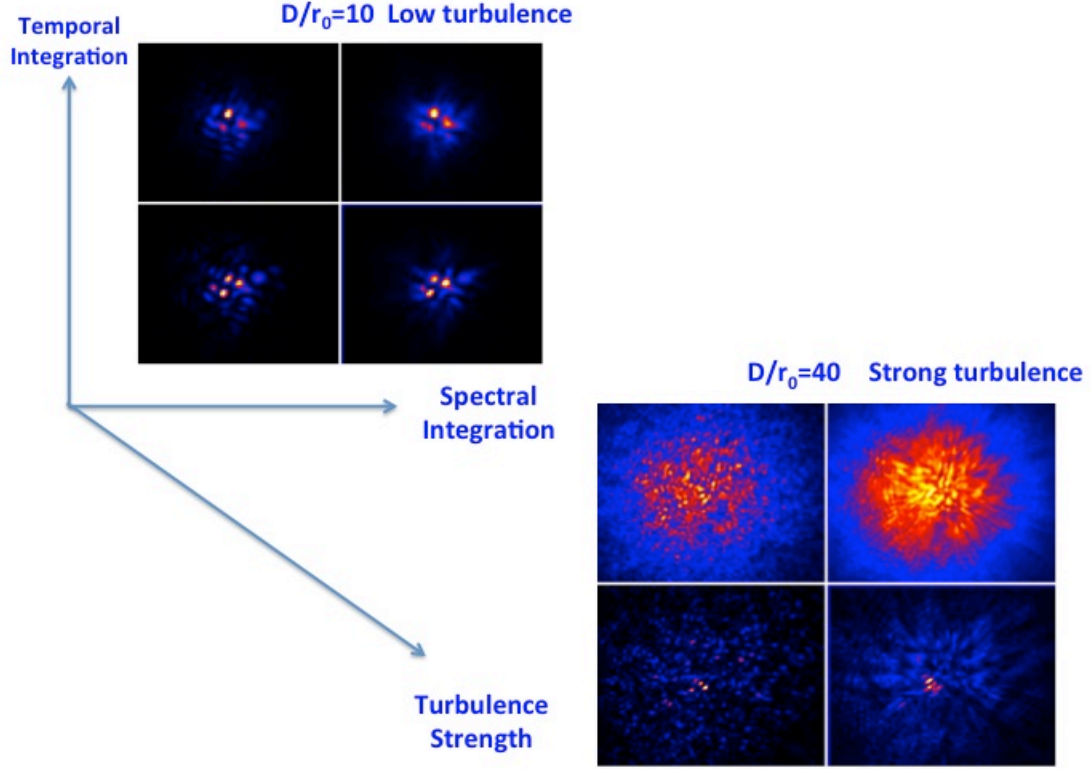 Temporal
Integration
D/r₀=10 Low turbulence
Spectral
Integration
D/r₀=40 Strong turbulence
Turbulence
Strength